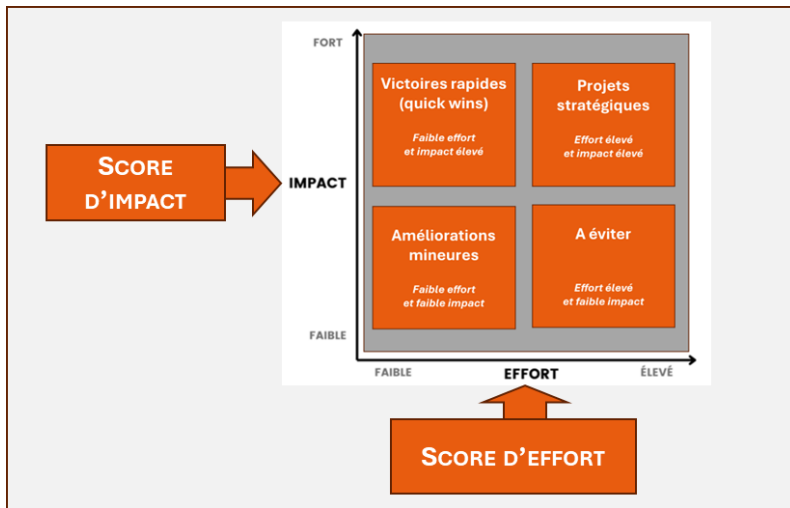 FORT
Victoires rapides
(quick wins)
Faible effort
et impact élevé
Projets
stratégiques
Effort élevé
et impact élevé
SCORE
D'IMPACT
IMPACT
Améliorations
mineures
Faible effort
et faible impact
A éviter
Effort élevé
et faible impact
FAIBLE
FAIBLE
EFFORT
ÉLEVÉ
SCORE D'EFFORT